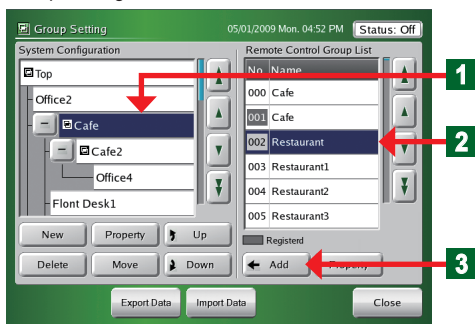 Group Setting 05/01/2009 Mon. 04:52 PM Status: Off
System Configuration
Top
Office2
Cafe
Cafe2
Office4
Flont Desk1
New Property Up
Delete Move Down
Remote Control Group List
No. Name
000 Cafe
001 Cafe
002 Restaurant
003 Restaurant1
004 Restaurant2
005 Restaurant3
Registerd
Add Property
Export Data Import Data Close
1
2
3